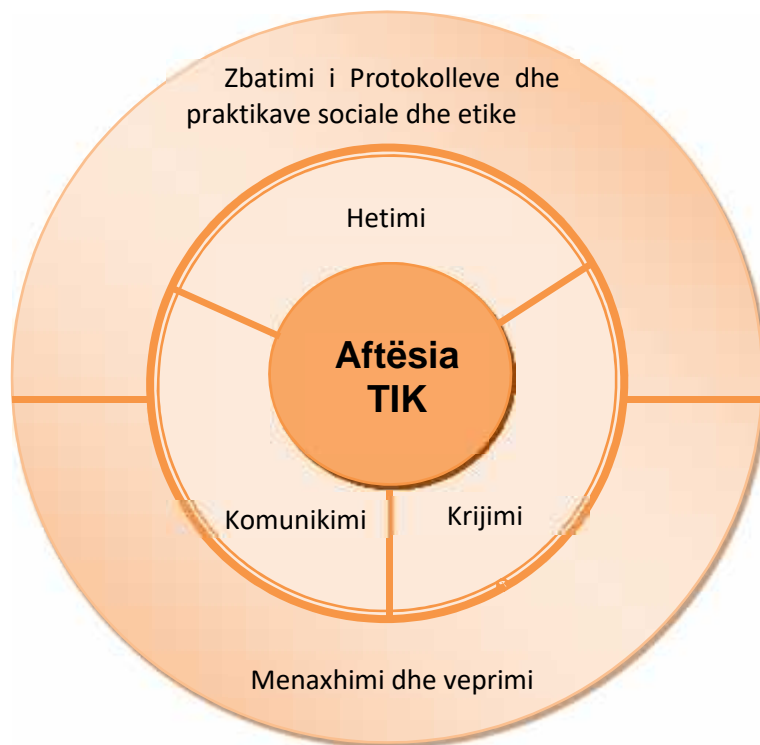 Zbatimi i Protokolleve dhe
praktikave sociale dhe etike
Hetimi
Aftësia
TIK
Komunikimi
Krijimi
Menaxhimi dhe veprimi